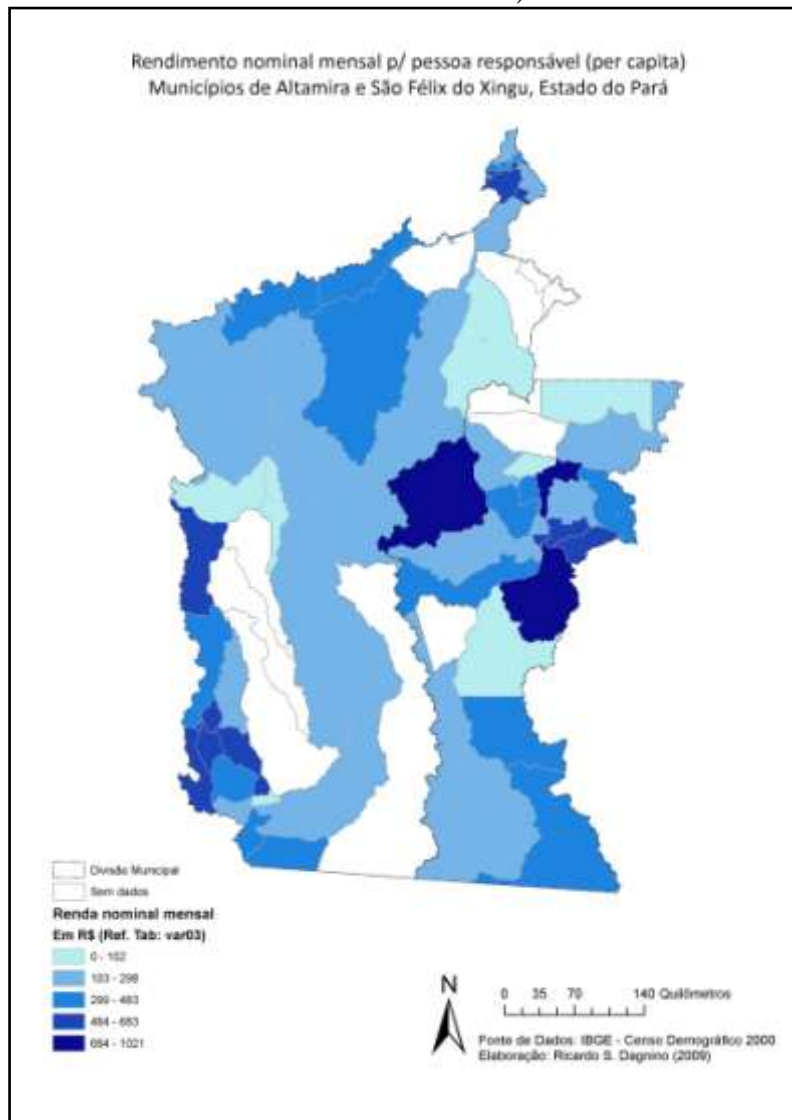 Rendimento nominal mensal p/ pessoa responsável (per capita)
Municípios de Altamira e São Félix do Xingu, Estado do Pará
Divisão Municipal
Sem dados
Renda nominal mensal
Em R$ (Ref. Tab: var03)
0 - 102
103 - 298
299 - 483
484 - 683
684 - 1021
N
0 35 70 140 Quilômetros
Fonte de Dados: IBGE - Censo Demográfico 2000
Elaboração: Ricardo S. Dagnino (2009)